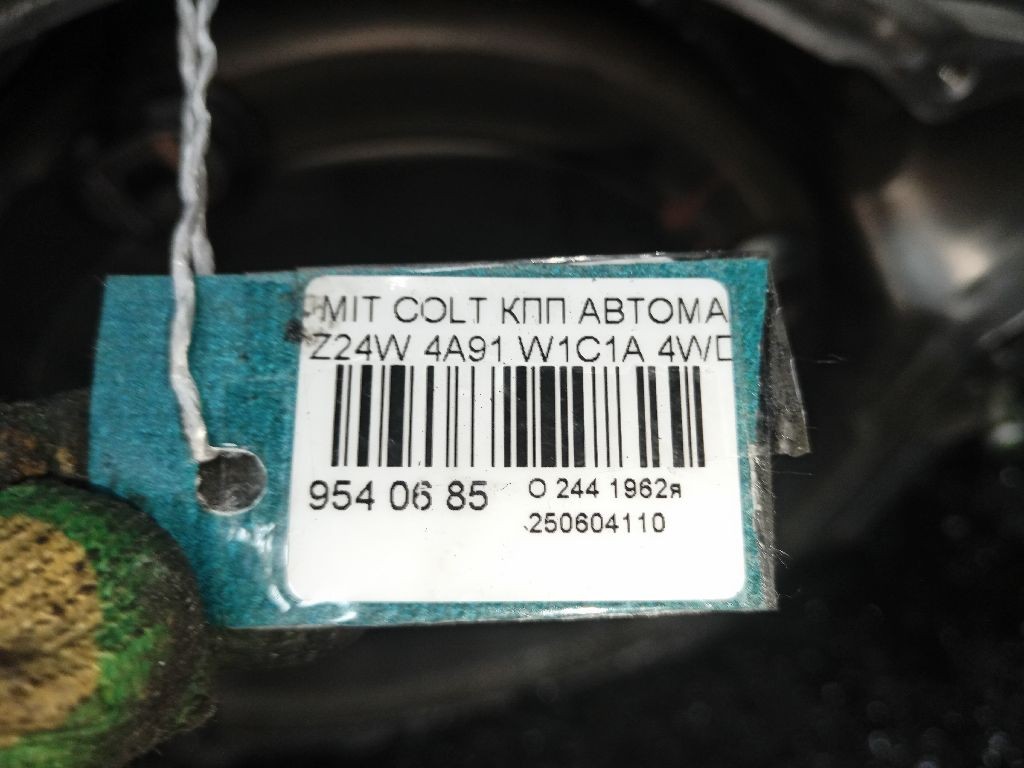 MIT COLT КПП АВТОМА
Z24W 4A91 W1C1A 4WD
954 06 85
О 244 1962я
250604110